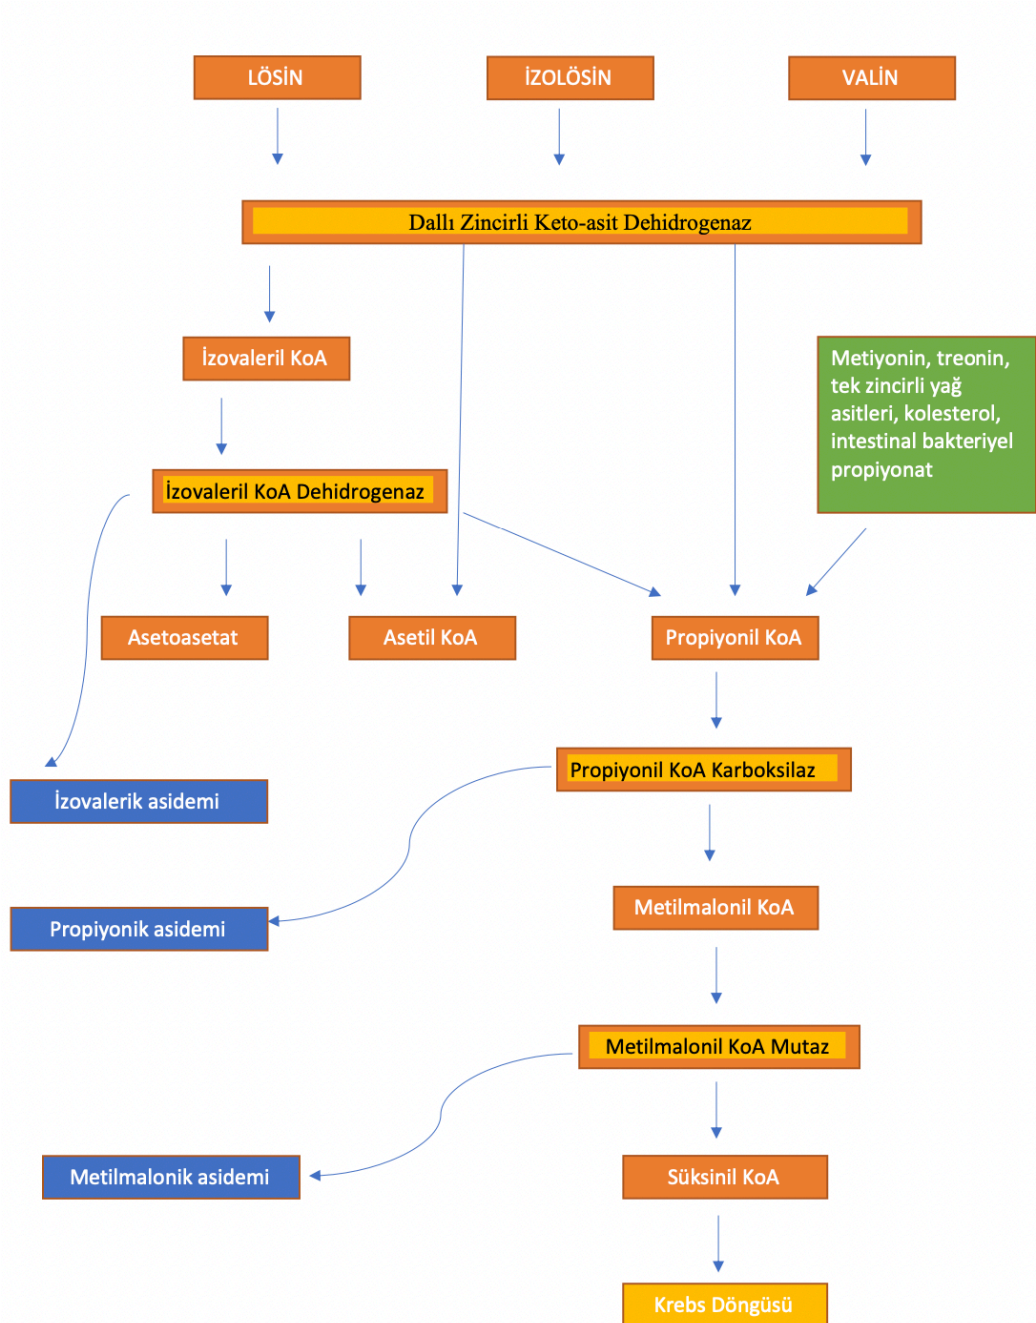 LÖSİN
İZOLÖSİN
VALİN
Dallı Zincirli Keto-asit Dehidrogenaz
İzovaleril KoA
Metiyonin, treonin,
tek zincirli yağ
asitleri, kolesterol,
intestinal bakteriyel
propiyonat
İzovaleril KoA Dehidrogenaz
Asetoasetat
Asetil KoA
Propiyonil KoA
Propiyonil KoA Karboksilaz
İzovalerik asidemi
Metilmalonil KoA
Propiyonik asidemi
Metilmalonil KoA Mutaz
Metilmalonik asidemi
Süksinil KoA
Krebs Döngüsü